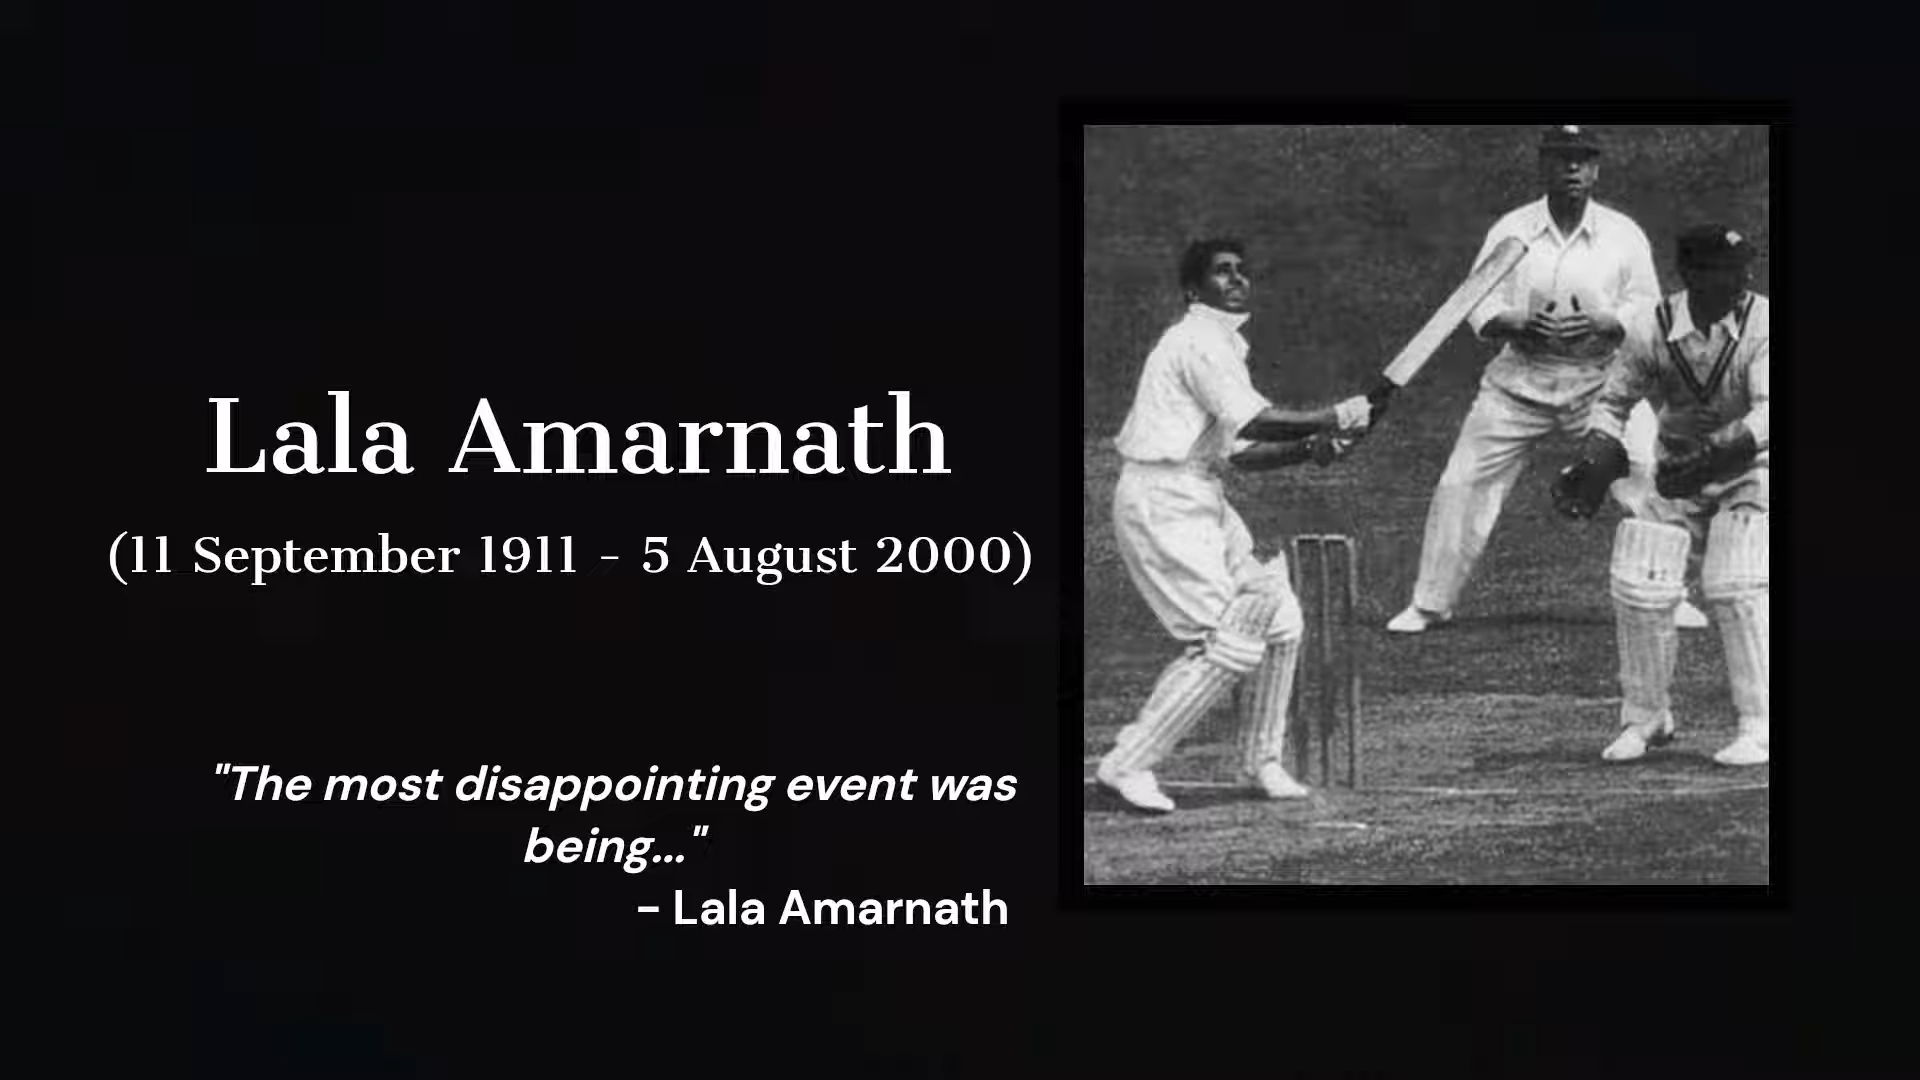 Lala Amarnath
(11 September 1911 - 5 August 2000)
"The most disappointing event was
being..."
- Lala Amarnath